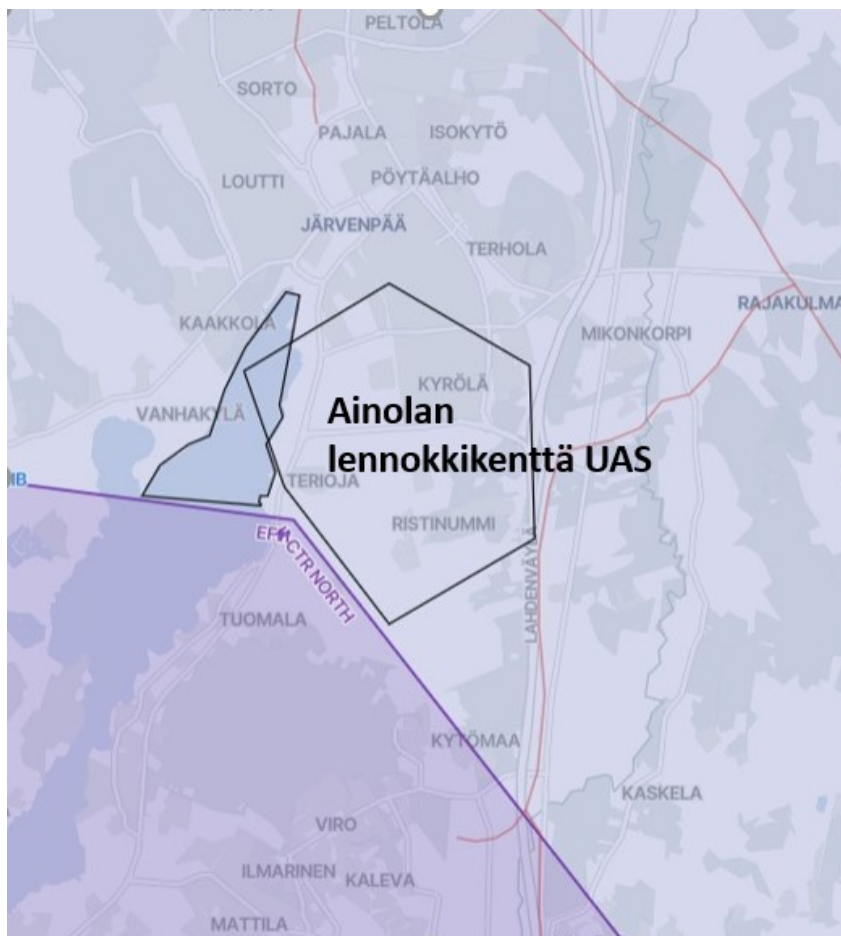 PELTOLA
SORTO
PAJALA
ISOKYTÖ
LOUTTI
PÖYTÄALHO
JÄRVENPÄÄ
TERHOLA
RAJAKULMA
KAAKKOLA
MIKONKORPI
KYRÖLÄ
VANHAKYLÄ
Ainolan
lennokkikenttä UAS
TERIOJA
RISTINUMMI
LAHDENVÄYLÄ
CTR NORTH
TUOMALA
KYTÖMAA
KASKELA
VIRO
ILMARINEN
KALEVA
MATTILA